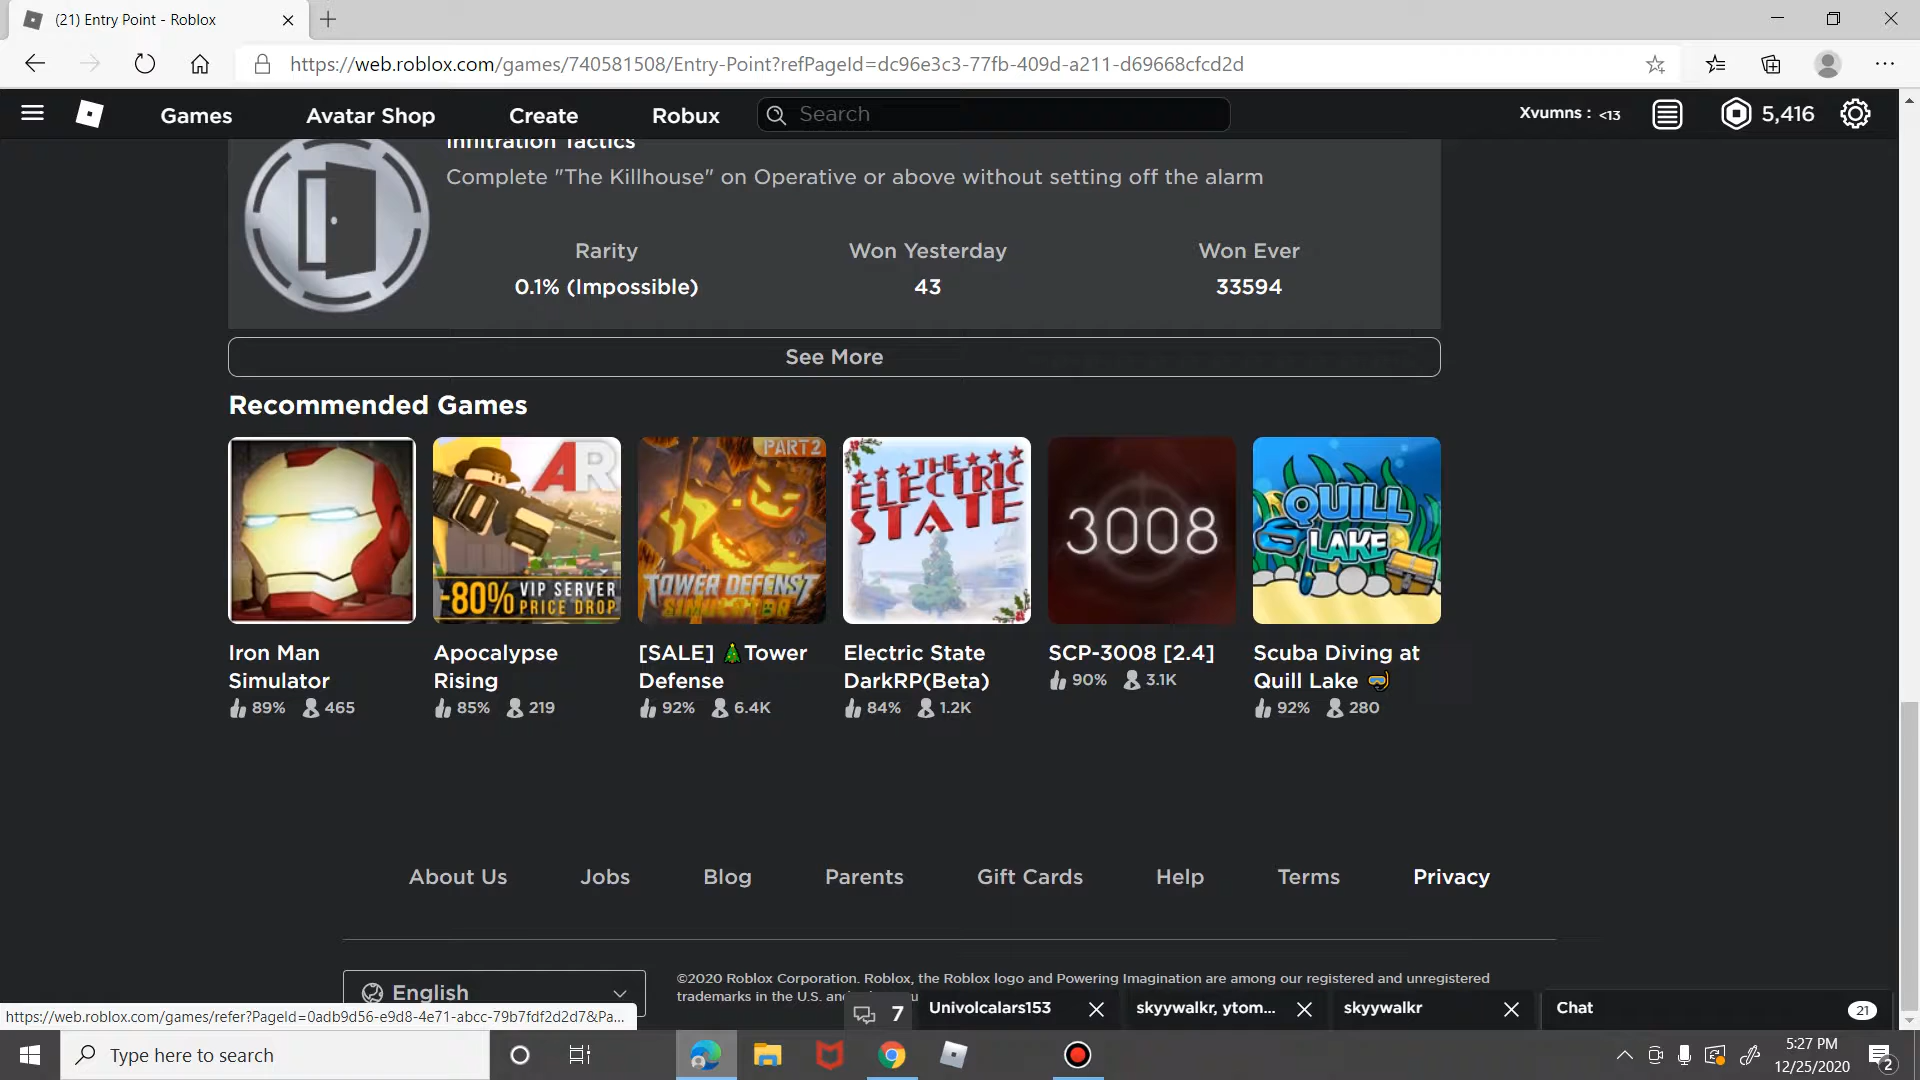 (21) Entry Point - Roblox
https://web.roblox.com/games/740581508/Entry-Point?refPageId=dc96e3c3-77fb-409d-a211-d69668cfcd2d
Games Avatar Shop Create Robux Search Xvumns : <13 5,416
Infiltration Tactics
Complete "The Killhouse" on Operative or above without setting off the alarm
Rarity Won Yesterday Won Ever
0.1% (Impossible) 43 33594
See More
Recommended Games
AR
-80% VIP SERVER PRICE DROP
PART 2
TOWER DEFENSE SIMULATOR
THE ELECTRIC STATE
3008
QUILL LAKE
Iron Man Simulator
89% 465
Apocalypse Rising
85% 219
[SALE] 🎄Tower Defense
92% 6.4K
Electric State DarkRP(Beta)
84% 1.2K
SCP-3008 [2.4]
90% 3.1K
Scuba Diving at Quill Lake 🤿
92% 280
About Us Jobs Blog Parents Gift Cards Help Terms Privacy
English
©2020 Roblox Corporation. Roblox, the Roblox logo and Powering Imagination are among our registered and unregistered
trademarks in the U.S. and
https://web.roblox.com/games/refer?PageId=0adb9d56-e9d8-4e71-abcc-79b7fdf2d2d7&Pa...
7 Univolcalars153 skyywalkr, ytom... skyywalkr Chat 21
Type here to search
5:27 PM
12/25/2020
2